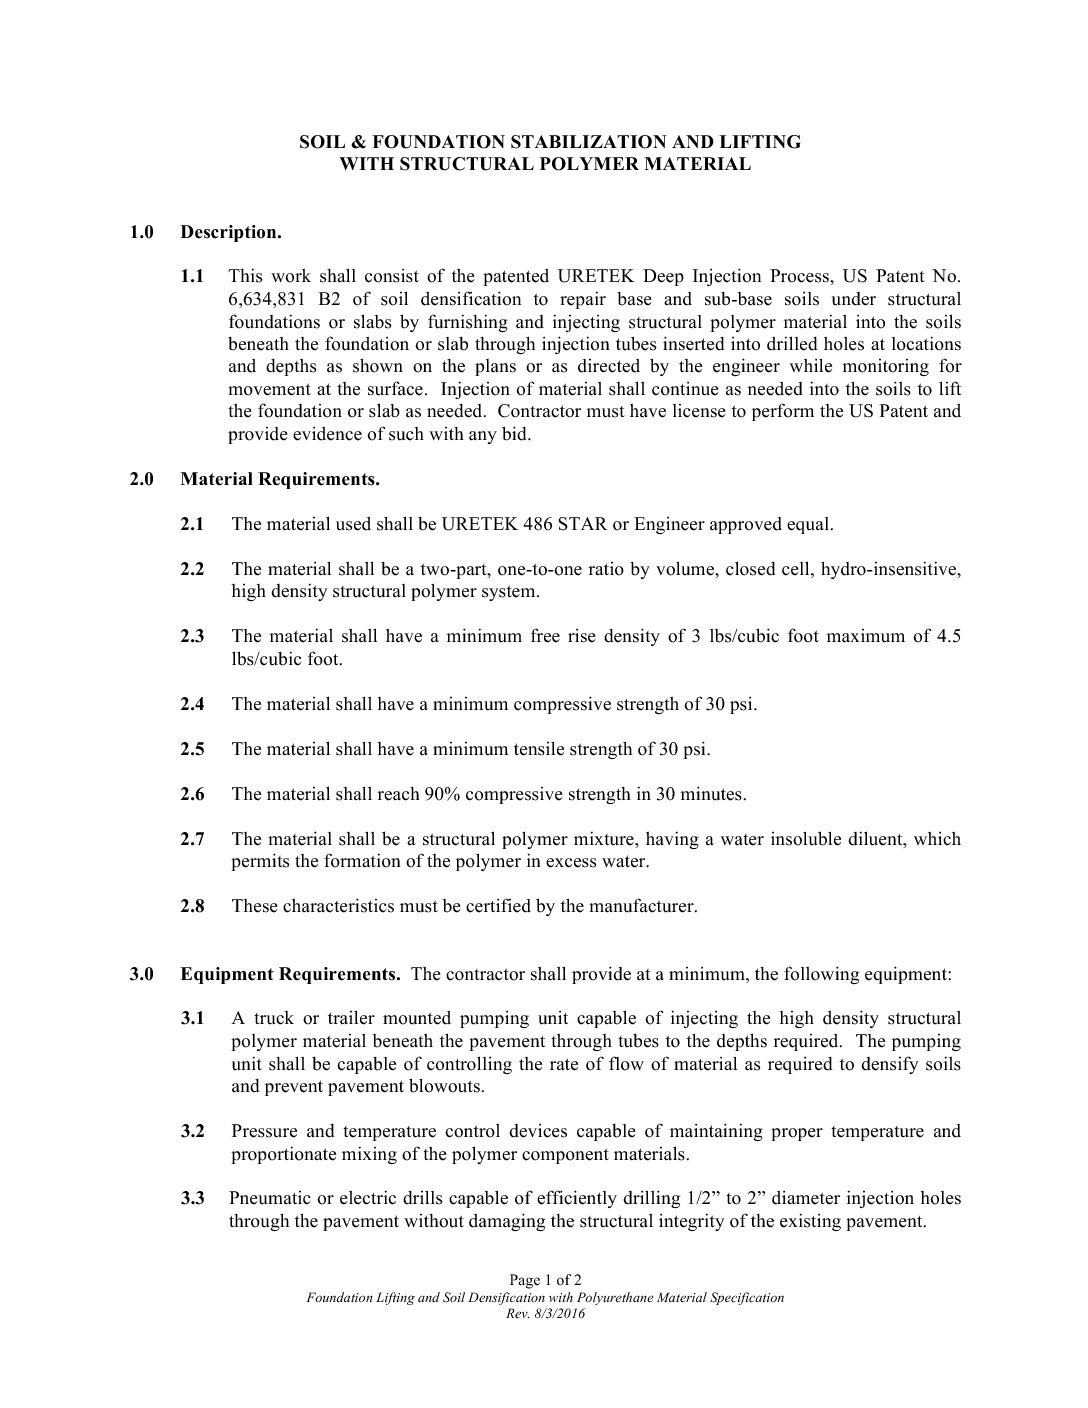 SOIL & FOUNDATION STABILIZATION AND LIFTING
WITH STRUCTURAL POLYMER MATERIAL
1.0 Description.
1.1 This work shall consist of the patented URETEK Deep Injection Process, US Patent No.
6,634,831 B2 of soil densification to repair base and sub-base soils under structural
foundations or slabs by furnishing and injecting structural polymer material into the soils
beneath the foundation or slab through injection tubes inserted into drilled holes at locations
and depths as shown on the plans or as directed by the engineer while monitoring for
movement at the surface. Injection of material shall continue as needed into the soils to lift
the foundation or slab as needed. Contractor must have license to perform the US Patent and
provide evidence of such with any bid.
2.0 Material Requirements.
2.1 The material used shall be URETEK 486 STAR or Engineer approved equal.
2.2 The material shall be a two-part, one-to-one ratio by volume, closed cell, hydro-insensitive,
high density structural polymer system.
2.3 The material shall have a minimum free rise density of 3 lbs/cubic foot maximum of 4.5
lbs/cubic foot.
2.4 The material shall have a minimum compressive strength of 30 psi.
2.5 The material shall have a minimum tensile strength of 30 psi.
2.6 The material shall reach 90% compressive strength in 30 minutes.
2.7 The material shall be a structural polymer mixture, having a water insoluble diluent, which
permits the formation of the polymer in excess water.
2.8 These characteristics must be certified by the manufacturer.
3.0 Equipment Requirements. The contractor shall provide at a minimum, the following equipment:
3.1 A truck or trailer mounted pumping unit capable of injecting the high density structural
polymer material beneath the pavement through tubes to the depths required. The pumping
unit shall be capable of controlling the rate of flow of material as required to densify soils
and prevent pavement blowouts.
3.2 Pressure and temperature control devices capable of maintaining proper temperature and
proportionate mixing of the polymer component materials.
3.3 Pneumatic or electric drills capable of efficiently drilling 1/2” to 2” diameter injection holes
through the pavement without damaging the structural integrity of the existing pavement.
Page 1 of 2
Foundation Lifting and Soil Densification with Polyurethane Material Specification
Rev. 8/3/2016